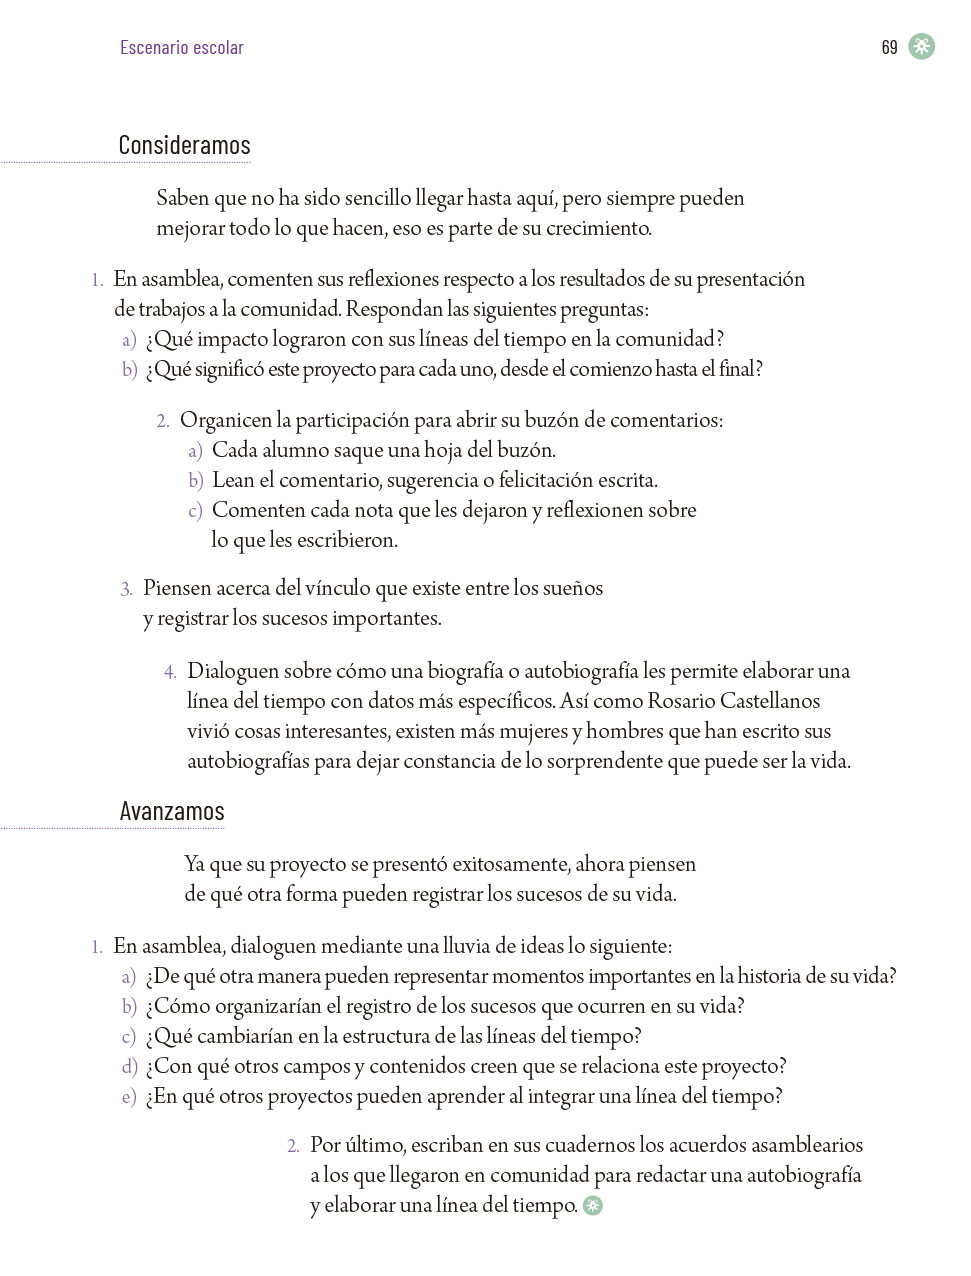 Escenario escolar
69
Consideramos
Saben que no ha sido sencillo llegar hasta aquí, pero siempre pueden
mejorar todo lo que hacen, eso es parte de su crecimiento.
1. En asamblea, comenten sus reflexiones respecto a los resultados de su presentación
de trabajos a la comunidad. Respondan las siguientes preguntas:
a) ¿Qué impacto lograron con sus líneas del tiempo en la comunidad?
b) ¿Qué significó este proyecto para cada uno, desde el comienzo hasta el final?
2. Organicen la participación para abrir su buzón de comentarios:
a) Cada alumno saque una hoja del buzón.
b) Lean el comentario, sugerencia o felicitación escrita.
c) Comenten cada nota que les dejaron y reflexionen sobre
lo que les escribieron.
3. Piensen acerca del vínculo que existe entre los sueños
y registrar los sucesos importantes.
4. Dialoguen sobre cómo una biografía o autobiografía les permite elaborar una
línea del tiempo con datos más específicos. Así como Rosario Castellanos
vivió cosas interesantes, existen más mujeres y hombres que han escrito sus
autobiografías para dejar constancia de lo sorprendente que puede ser la vida.
Avanzamos
Ya que su proyecto se presentó exitosamente, ahora piensen
de qué otra forma pueden registrar los sucesos de su vida.
1. En asamblea, dialoguen mediante una lluvia de ideas lo siguiente:
a) ¿De qué otra manera pueden representar momentos importantes en la historia de su vida?
b) ¿Cómo organizarían el registro de los sucesos que ocurren en su vida?
c) ¿Qué cambiarían en la estructura de las líneas del tiempo?
d) ¿Con qué otros campos y contenidos creen que se relaciona este proyecto?
e) ¿En qué otros proyectos pueden aprender al integrar una línea del tiempo?
2. Por último, escriban en sus cuadernos los acuerdos asamblearios
a los que llegaron en comunidad para redactar una autobiografía
y elaborar una línea del tiempo.